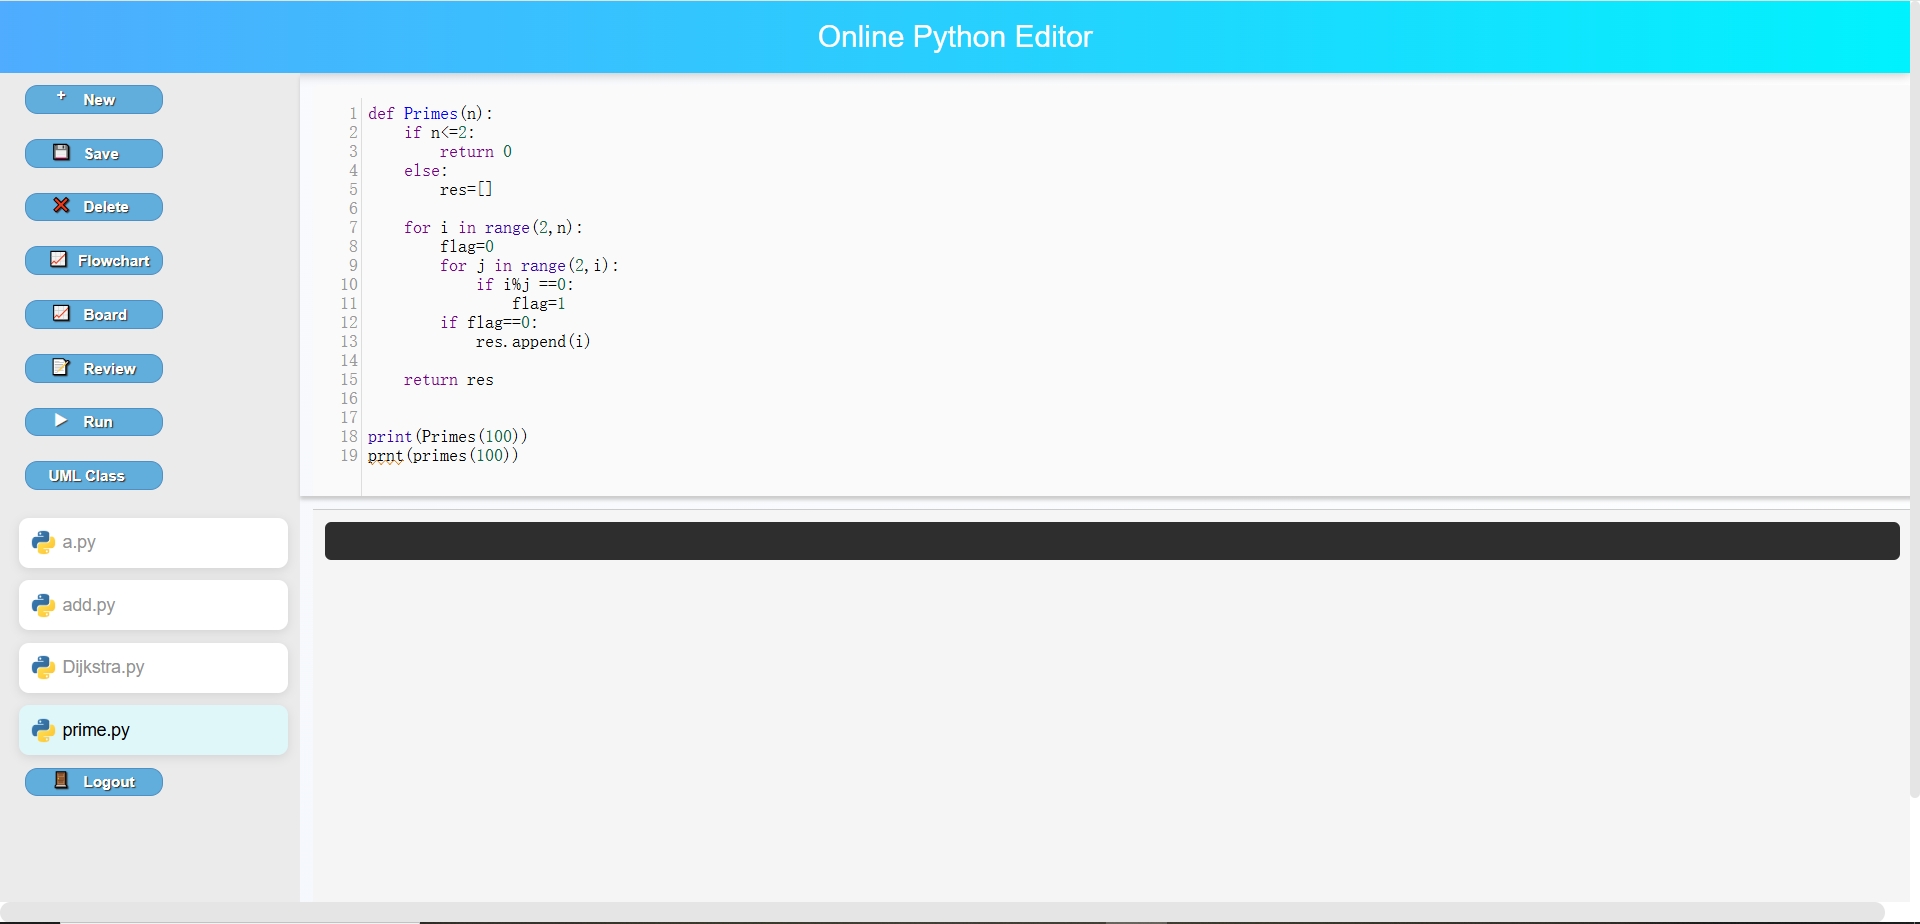 Online Python Editor
+ New
Save
Delete
Flowchart
Board
Review
Run
UML Class
a.py
add.py
Dijkstra.py
prime.py
Logout
1 def Primes(n):
2     if n<=2:
3         return 0
4     else:
5         res=[]
6
7     for i in range(2,n):
8         flag=0
9         for j in range(2,i):
10             if i%j ==0:
11                 flag=1
12         if flag==0:
13             res.append(i)
14
15     return res
16
17
18 print(Primes(100))
19 prnt(primes(100))